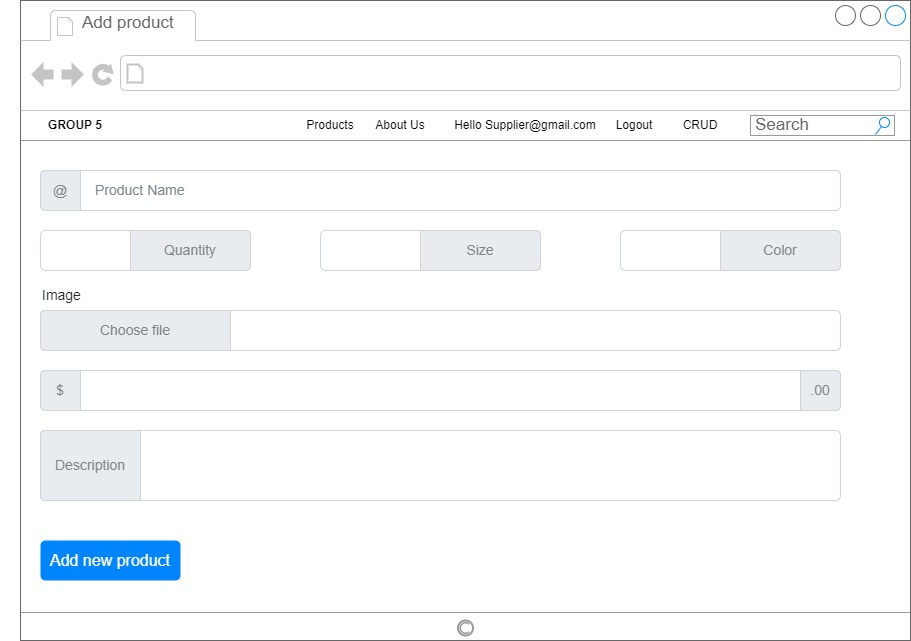 Add product
GROUP 5 Products About Us Hello Supplier@gmail.com Logout CRUD Search
@ Product Name
Quantity Size Color
Image
Choose file
$ .00
Description
Add new product